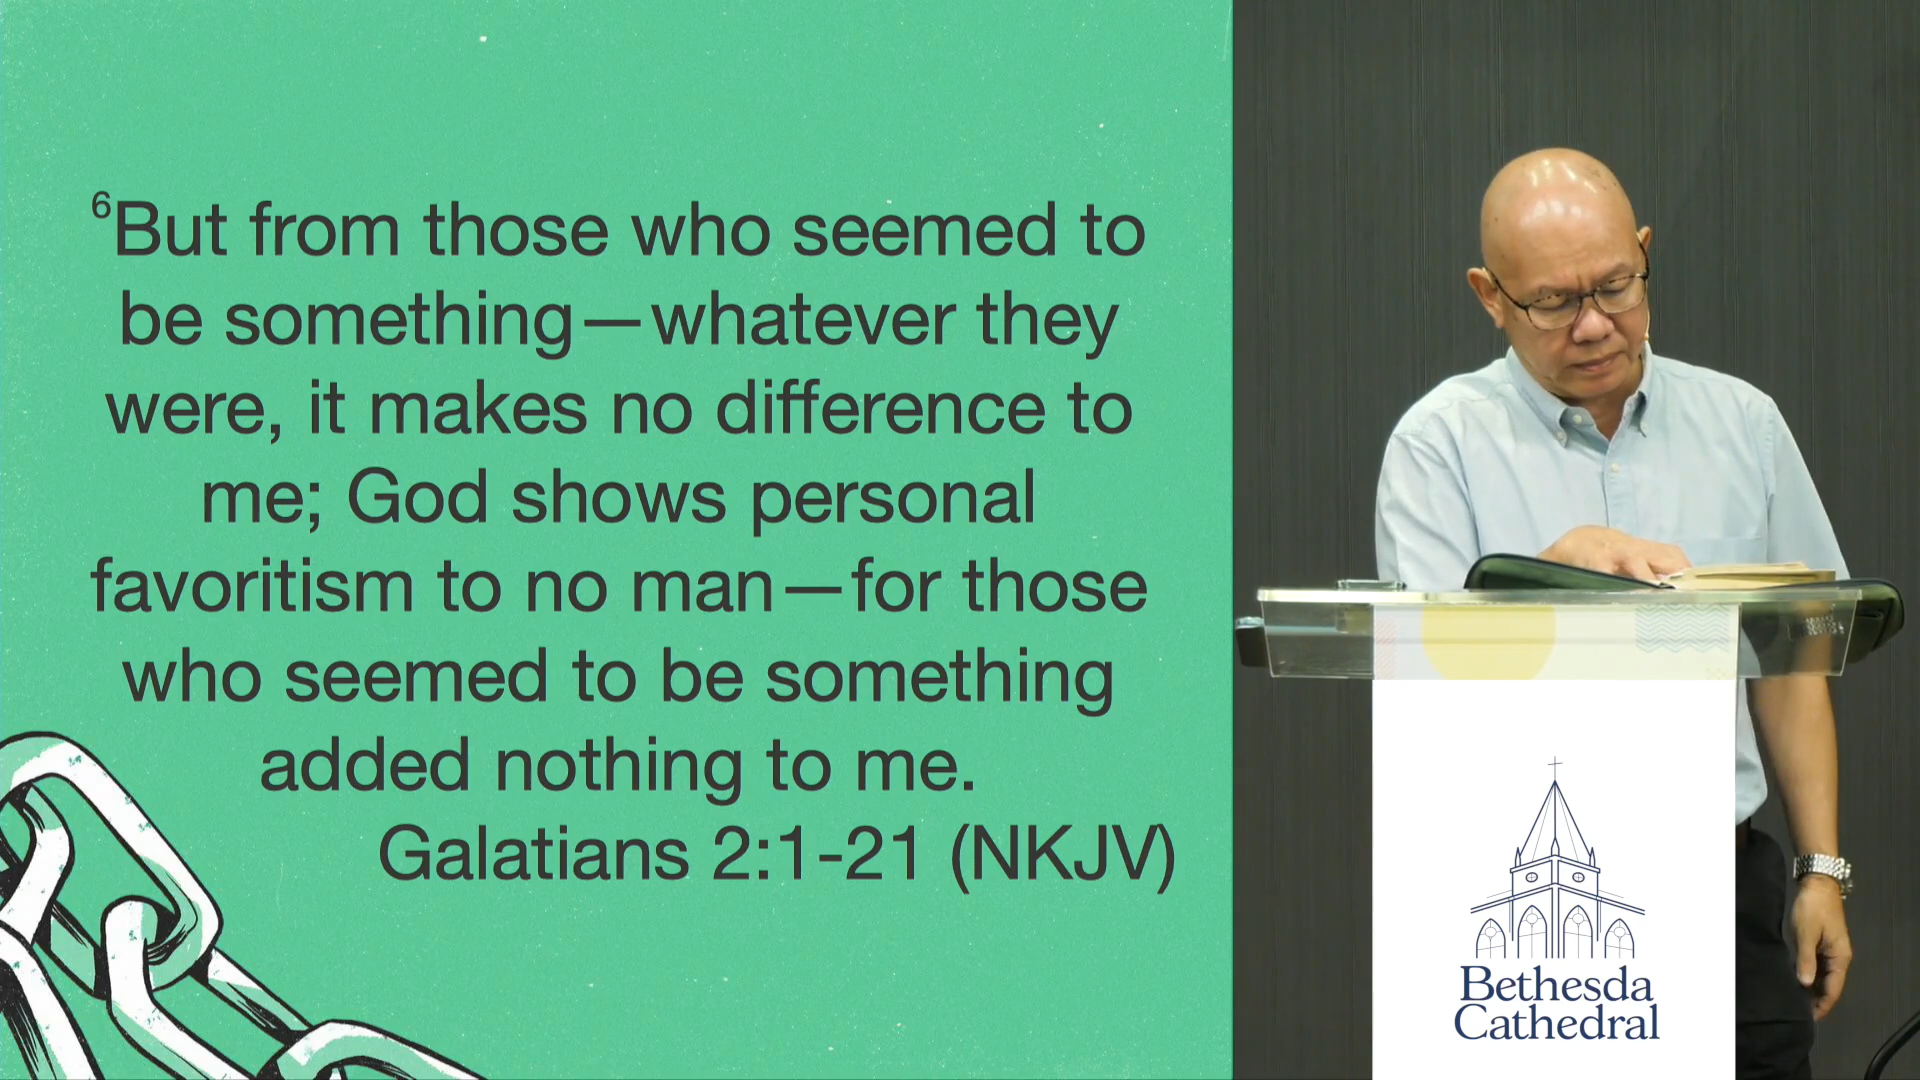 ⁶But from those who seemed to
be something—whatever they
were, it makes no difference to
me; God shows personal
favoritism to no man—for those
who seemed to be something
added nothing to me.
Galatians 2:1-21 (NKJV)
Bethesda
Cathedral